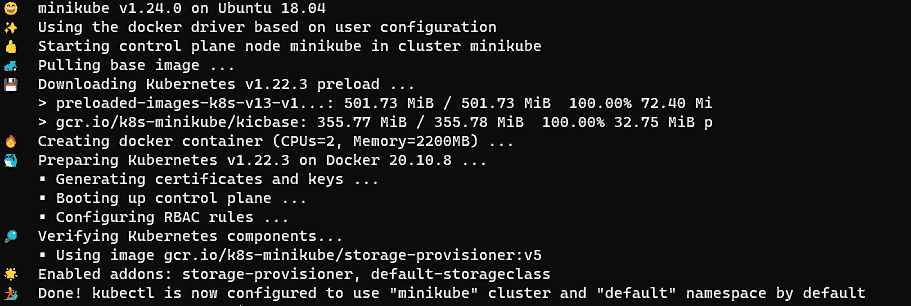 😄 minikube v1.24.0 on Ubuntu 18.04
✨ Using the docker driver based on user configuration
👍 Starting control plane node minikube in cluster minikube
🚜 Pulling base image ...
💾 Downloading Kubernetes v1.22.3 preload ...
> preloaded-images-k8s-v13-v1...: 501.73 MiB / 501.73 MiB 100.00% 72.40 Mi
> gcr.io/k8s-minikube/kicbase: 355.77 MiB / 355.78 MiB 100.00% 32.75 MiB p
🔥 Creating docker container (CPUs=2, Memory=2200MB) ...
🐳 Preparing Kubernetes v1.22.3 on Docker 20.10.8 ...
▪ Generating certificates and keys ...
▪ Booting up control plane ...
▪ Configuring RBAC rules ...
🔎 Verifying Kubernetes components...
▪ Using image gcr.io/k8s-minikube/storage-provisioner:v5
🌟 Enabled addons: storage-provisioner, default-storageclass
🏄 Done! kubectl is now configured to use "minikube" cluster and "default" namespace by default